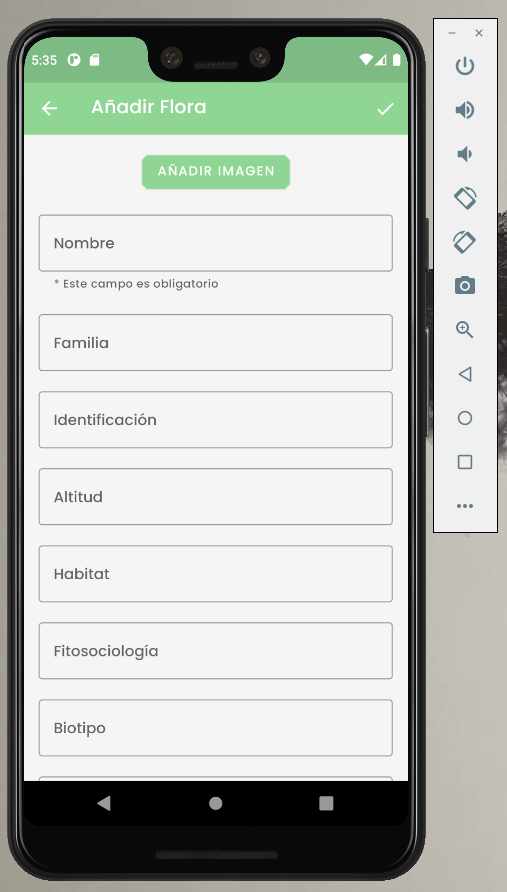 5:35
Añadir Flora
AÑADIR IMAGEN
Nombre
* Este campo es obligatorio
Familia
Identificación
Altitud
Habitat
Fitosociología
Biotipo